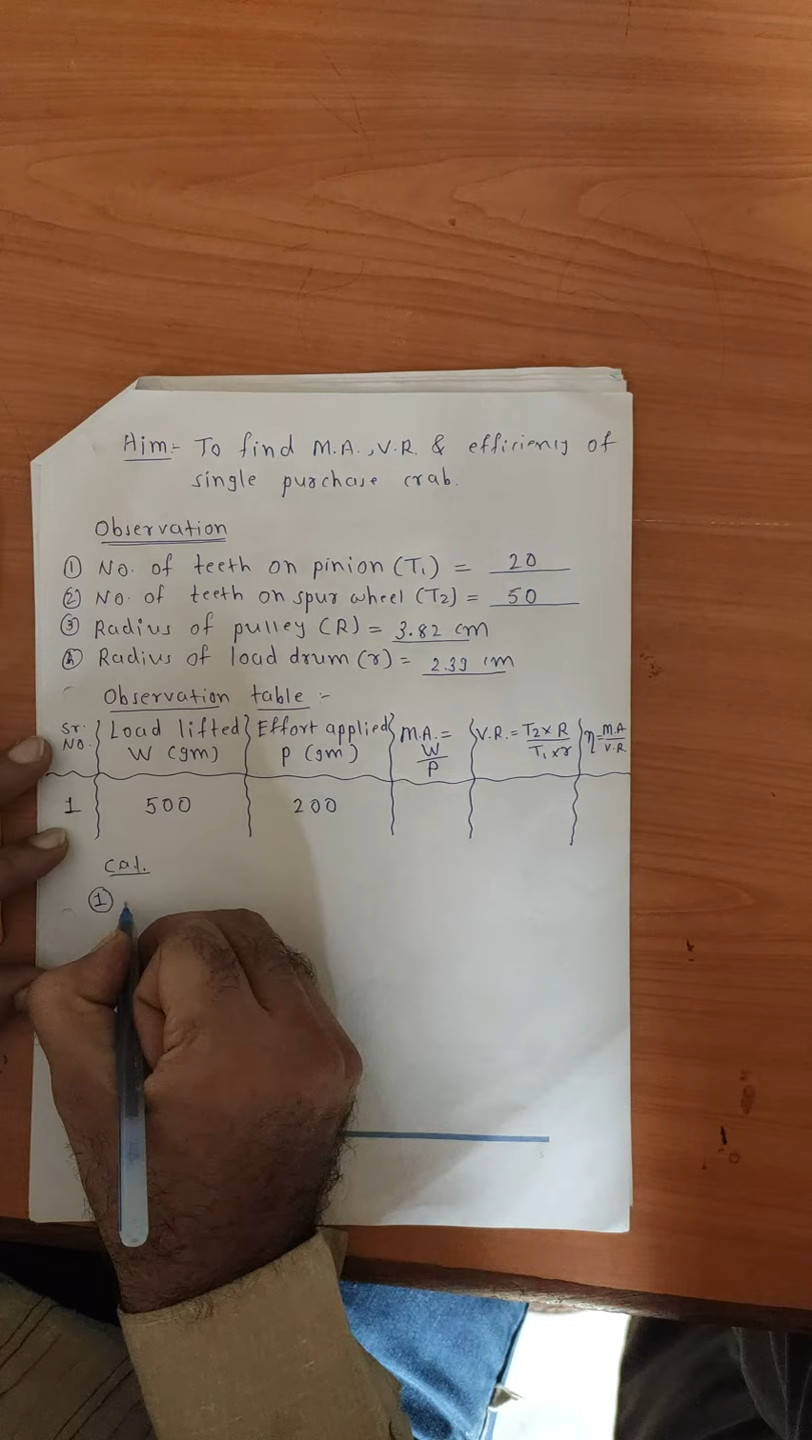 Aim:- To find M.A., V.R. & efficiency of
single purchase crab.
Observation
① No. of teeth on pinion (T1) = 20
② No. of teeth on spur wheel (T2) = 50
③ Radius of pulley (R) = 3.82 cm
④ Radius of load drum (r) = 2.39 cm
Observation table :-
Sr. No. Load lifted W (gm) Effort applied P (gm) M.A. = W/P V.R. = T2 x R / T1 x r η = M.A / V.R
1 500 200
Cal.
①